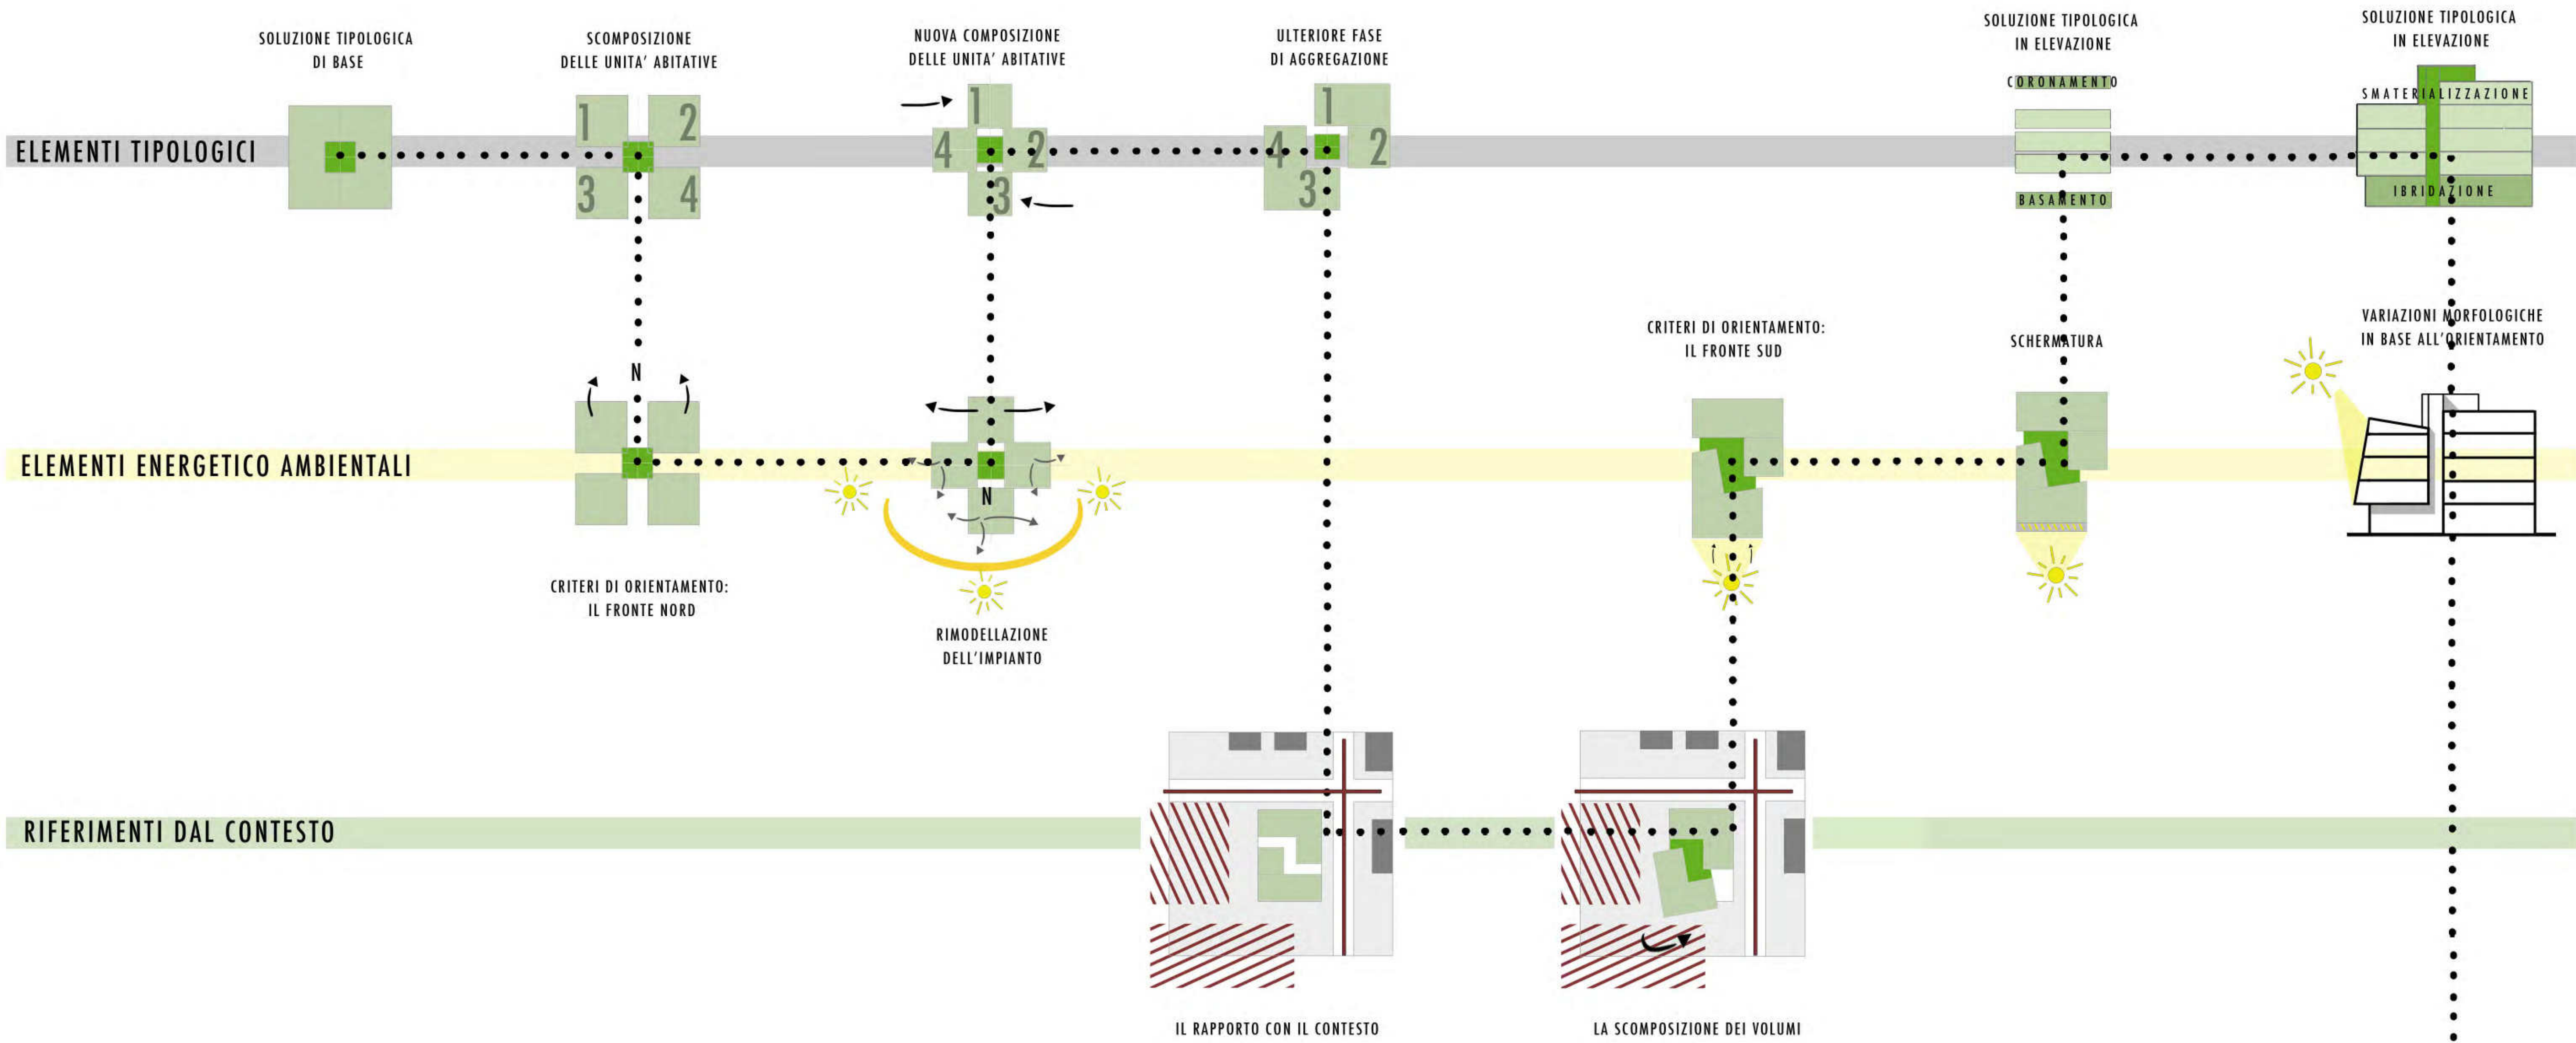 SOLUZIONE TIPOLOGICA
DI BASE
SCOMPOSIZIONE
DELLE UNITA' ABITATIVE
NUOVA COMPOSIZIONE
DELLE UNITA' ABITATIVE
ULTERIORE FASE
DI AGGREGAZIONE
SOLUZIONE TIPOLOGICA
IN ELEVAZIONE
SOLUZIONE TIPOLOGICA
IN ELEVAZIONE
ELEMENTI TIPOLOGICI
1
2
3
4
1
4
2
3
1
4
2
3
CORONAMENTO
BASAMENTO
SMATERIALIZZAZIONE
IBRIDAZIONE
CRITERI DI ORIENTAMENTO:
IL FRONTE SUD
SCHERMATURA
VARIAZIONI MORFOLOGICHE
IN BASE ALL'ORIENTAMENTO
ELEMENTI ENERGETICO AMBIENTALI
N
N
CRITERI DI ORIENTAMENTO:
IL FRONTE NORD
RIMODELLAZIONE
DELL'IMPIANTO
RIFERIMENTI DAL CONTESTO
IL RAPPORTO CON IL CONTESTO
LA SCOMPOSIZIONE DEI VOLUMI